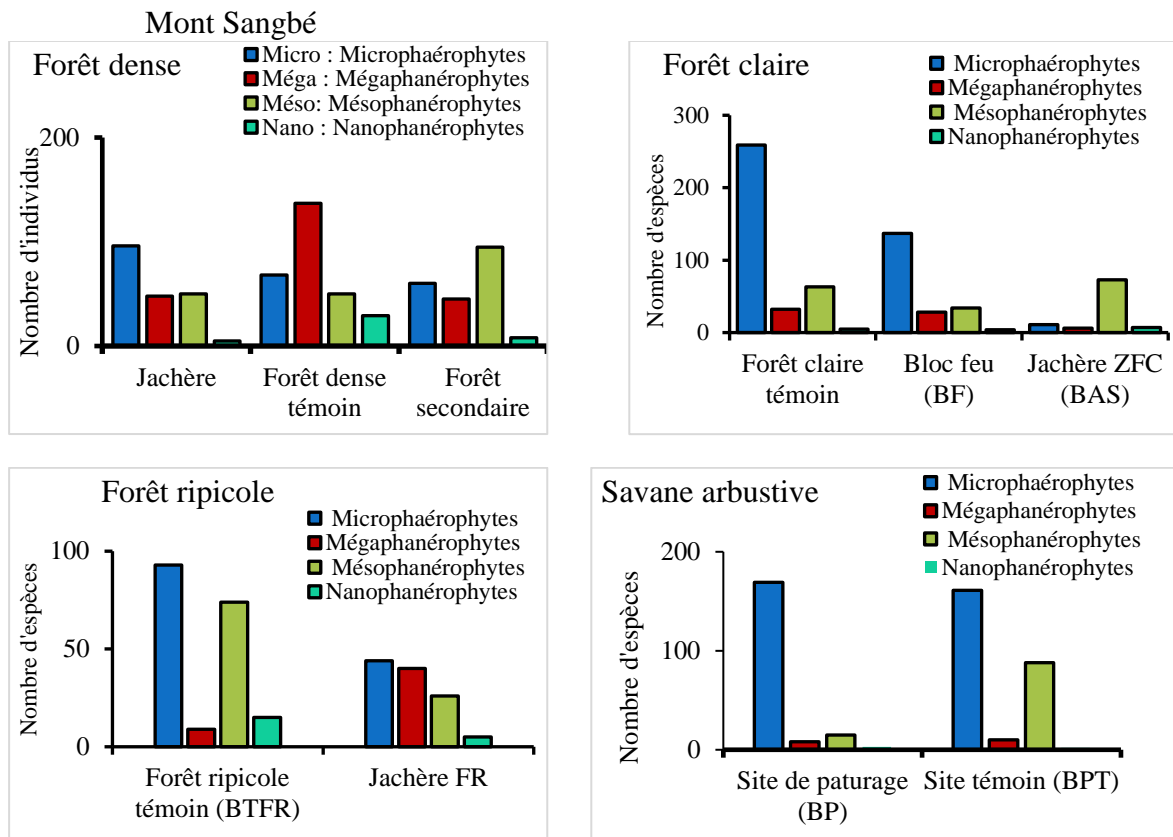 Mont Sangbé
Forêt dense
Micro : Microphaérophytes
Méga : Mégaphanérophytes
Méso: Mésophanérophytes
Nano : Nanophanérophytes
Nombre d'individus
200
0
Jachère
Forêt dense
témoin
Forêt
secondaire
Forêt claire
Microphaérophytes
Mégaphanérophytes
Mésophanérophytes
Nanophanérophytes
Nombre d'espèces
300
200
100
0
Forêt claire
témoin
Bloc feu
(BF)
Jachère ZFC
(BAS)
Forêt ripicole
Microphaérophytes
Mégaphanérophytes
Mésophanérophytes
Nanophanérophytes
Nombre d'espèces
100
50
0
Forêt ripicole
témoin (BTFR)
Jachère FR
Savane arbustive
Microphaérophytes
Mégaphanérophytes
Mésophanérophytes
Nanophanérophytes
Nombre d'espèces
200
100
0
Site de paturage
(BP)
Site témoin (BPT)